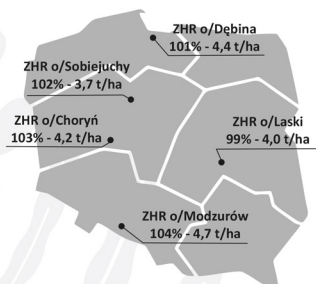 ZHR o/Dębina
101% - 4,4 t/ha
ZHR o/Sobiejuchy
102% - 3,7 t/ha
ZHR o/Choryń
103% - 4,2 t/ha
ZHR o/Laski
99% - 4,0 t/ha
ZHR o/Modzurów
104% - 4,7 t/ha